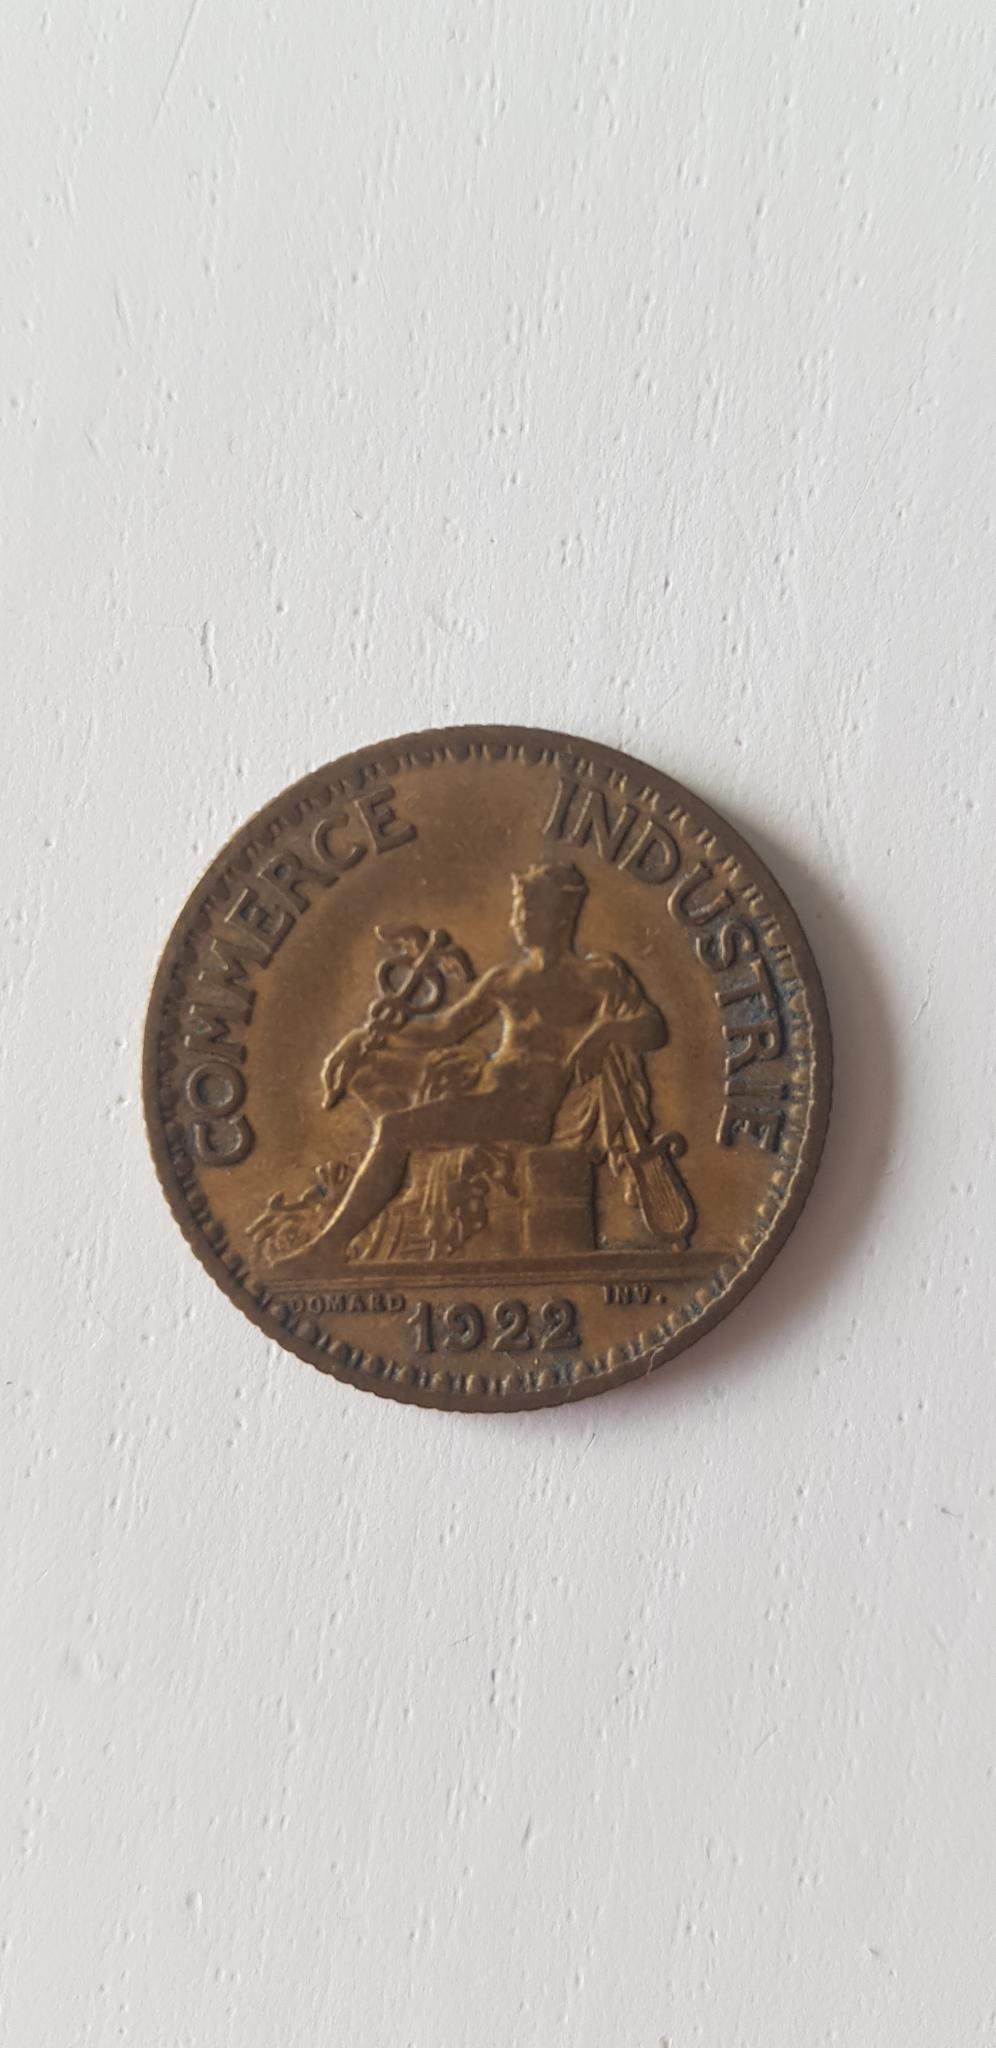 COMMERCE INDUSTRIE
DOMARD 1922 INV.